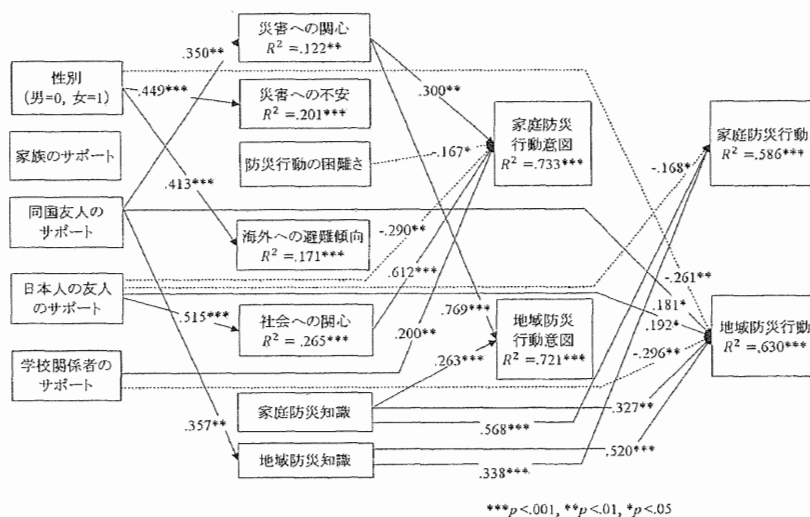 災害への関心
R² =.122**
.350**
性別
(男=0, 女=1)
.449***
災害への不安
R² =.201***
.300**
家庭防災
行動意図
R² =.733***
家庭防災行動
R² =.586***
家族のサポート
防災行動の困難さ
-.167*
-.168*
.413***
同国友人の
サポート
海外への避難傾向
R² =.171***
-.290**
-.261**
日本人の友人
のサポート
.515***
社会への関心
R² =.265***
.612***
.769***
.181*
.192*
地域防災
行動意図
R² =.721***
地域防災行動
R² =.630***
.200**
.263***
-.296**
学校関係者の
サポート
.357**
家庭防災知識
.327**
.568***
地域防災知識
.520***
.338***
***p<.001, **p<.01, *p<.05